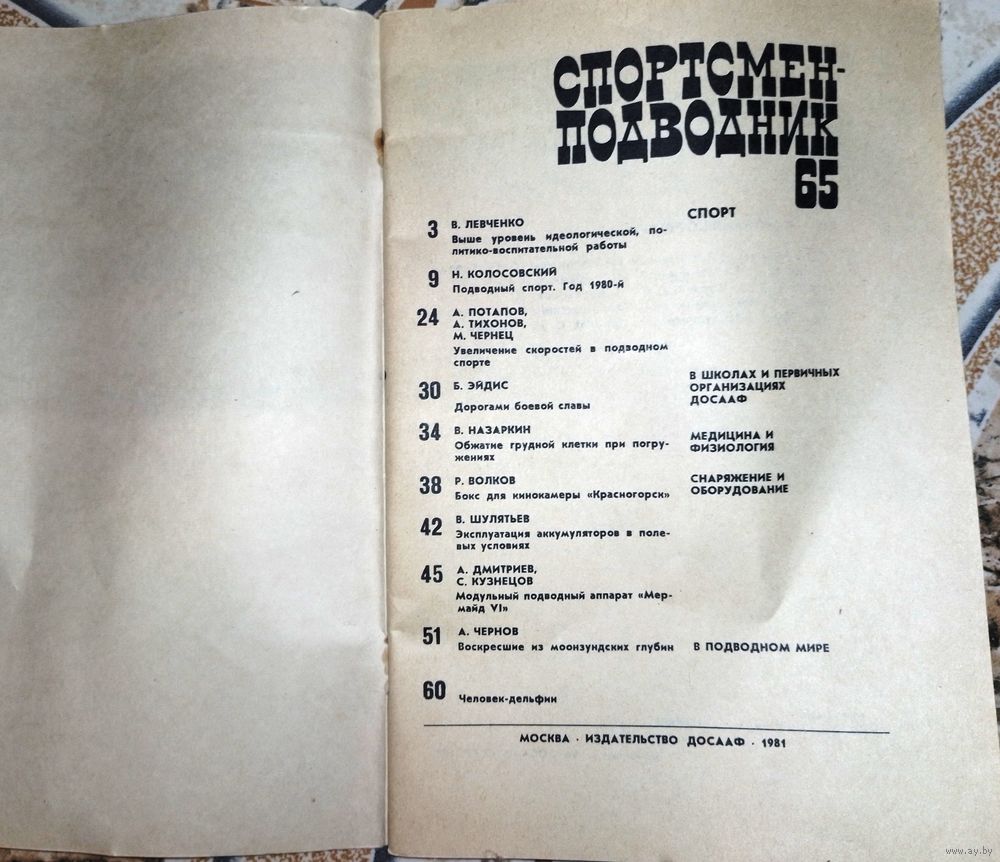 СПОРТСМЕН-
ПОДВОДНИК
65
СПОРТ
3 В. ЛЕВЧЕНКО
Выше уровень идеологической, по-
литико-воспитательной работы
9 Н. КОЛОСОВСКИЙ
Подводный спорт. Год 1980-й
24 А. ПОТАПОВ,
А. ТИХОНОВ,
М. ЧЕРНЕЦ
Увеличение скоростей в подводном
спорте
В ШКОЛАХ И ПЕРВИЧНЫХ
ОРГАНИЗАЦИЯХ
ДОСААФ
30 Б. ЭЙДИС
Дорогами боевой славы
34 В. НАЗАРКИН
Обжатие грудной клетки при погру-
жениях
МЕДИЦИНА И
ФИЗИОЛОГИЯ
38 Р. ВОЛКОВ
Бокс для кинокамеры «Красногорск»
СНАРЯЖЕНИЕ И
ОБОРУДОВАНИЕ
42 В. ШУЛЯТЬЕВ
Эксплуатация аккумуляторов в поле-
вых условиях
45 А. ДМИТРИЕВ,
С. КУЗНЕЦОВ
Модульный подводный аппарат «Мер-
майд VI»
51 А. ЧЕРНОВ
Воскресшие из моонзундских глубин
В ПОДВОДНОМ МИРЕ
60 Человек-дельфин
МОСКВА · ИЗДАТЕЛЬСТВО ДОСААФ · 1981
www.ay.by